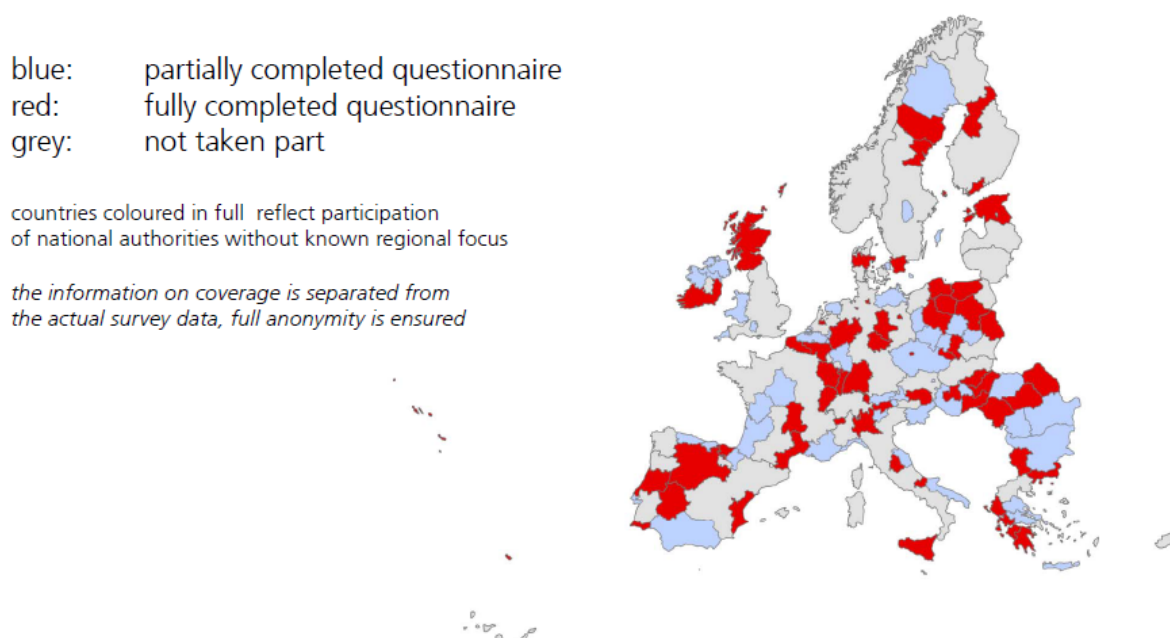 blue: partially completed questionnaire
red: fully completed questionnaire
grey: not taken part
countries coloured in full reflect participation
of national authorities without known regional focus
the information on coverage is separated from
the actual survey data, full anonymity is ensured